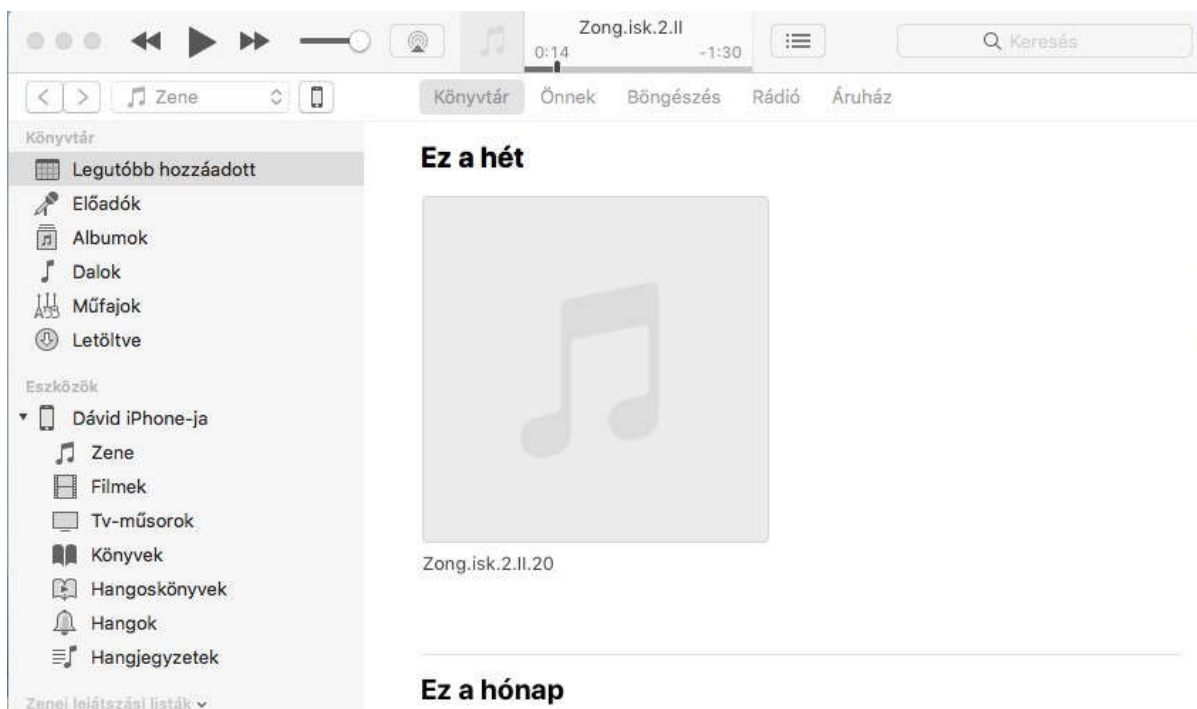 Zong.isk.2.II
0:14 -1:30
Keresés
Zene
Könyvtár Önnek Böngészés Rádió Áruház
Könyvtár
Legutóbb hozzáadott
Előadók
Albumok
Dalok
Műfajok
Letöltve
Eszközök
Dávid iPhone-ja
Zene
Filmek
Tv-műsorok
Könyvek
Hangoskönyvek
Hangok
Hangjegyzetek
Zenei lejátszási listák
Ez a hét
Zong.isk.2.II.20
Ez a hónap